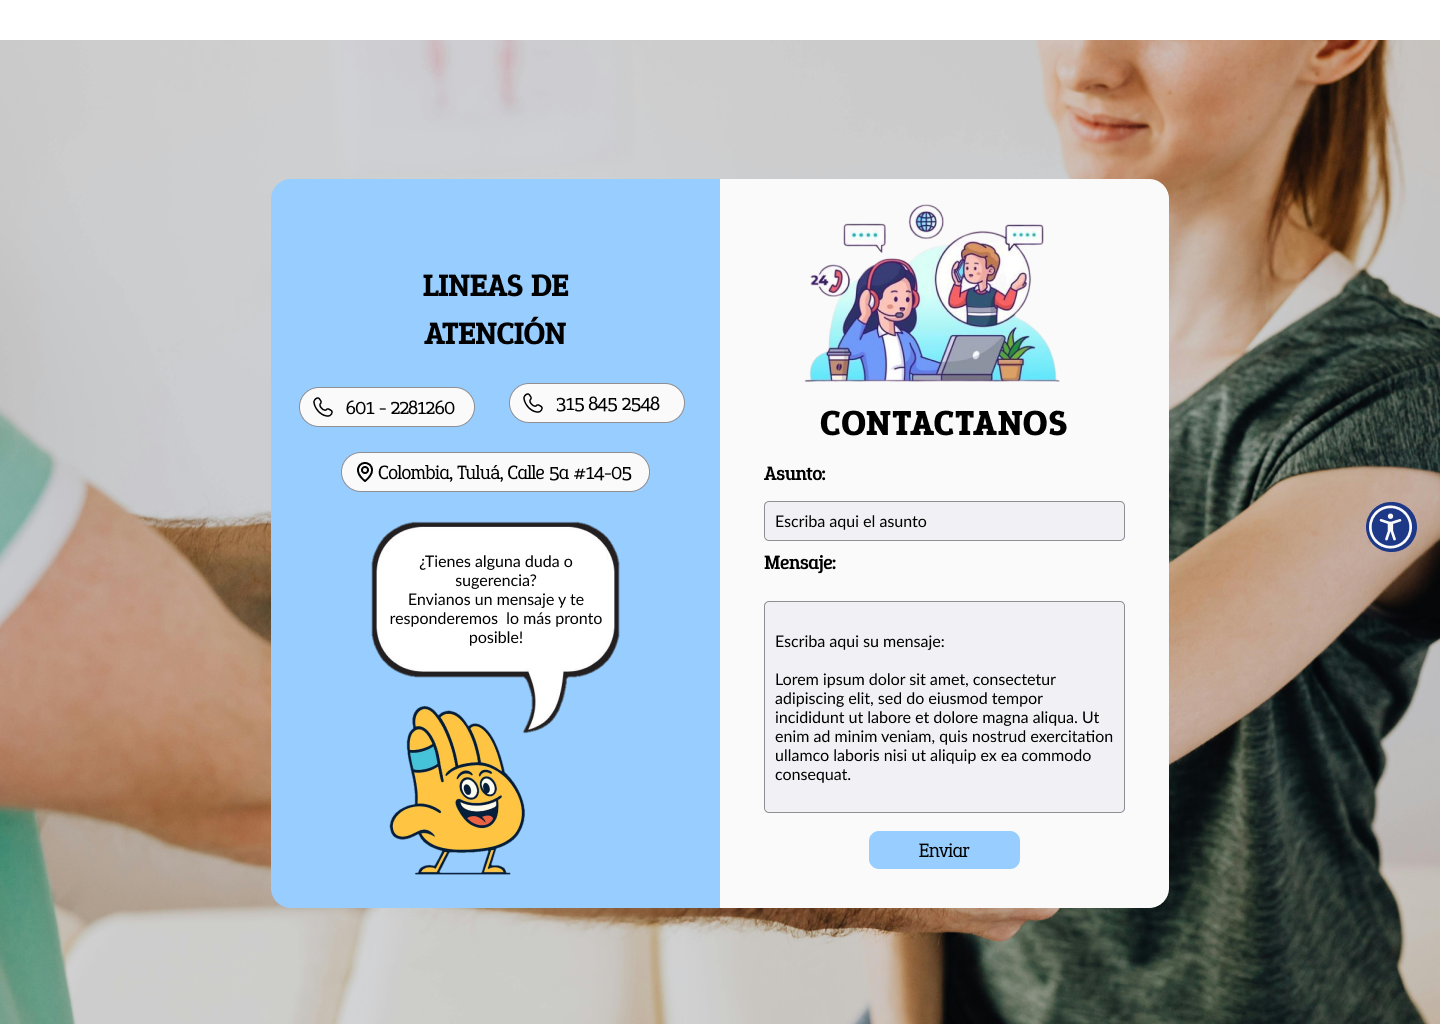 LINEAS DE
ATENCIÓN
601 - 2281260
315 845 2548
Colombia, Tuluá, Calle 5a #14-05
¿Tienes alguna duda o
sugerencia?
Envianos un mensaje y te
responderemos  lo más pronto
posible!
24
CONTACTANOS
Asunto:
Escriba aqui el asunto
Mensaje:
Escriba aqui su mensaje:
Lorem ipsum dolor sit amet, consectetur
adipiscing elit, sed do eiusmod tempor
incididunt ut labore et dolore magna aliqua. Ut
enim ad minim veniam, quis nostrud exercitation
ullamco laboris nisi ut aliquip ex ea commodo
consequat.
Enviar